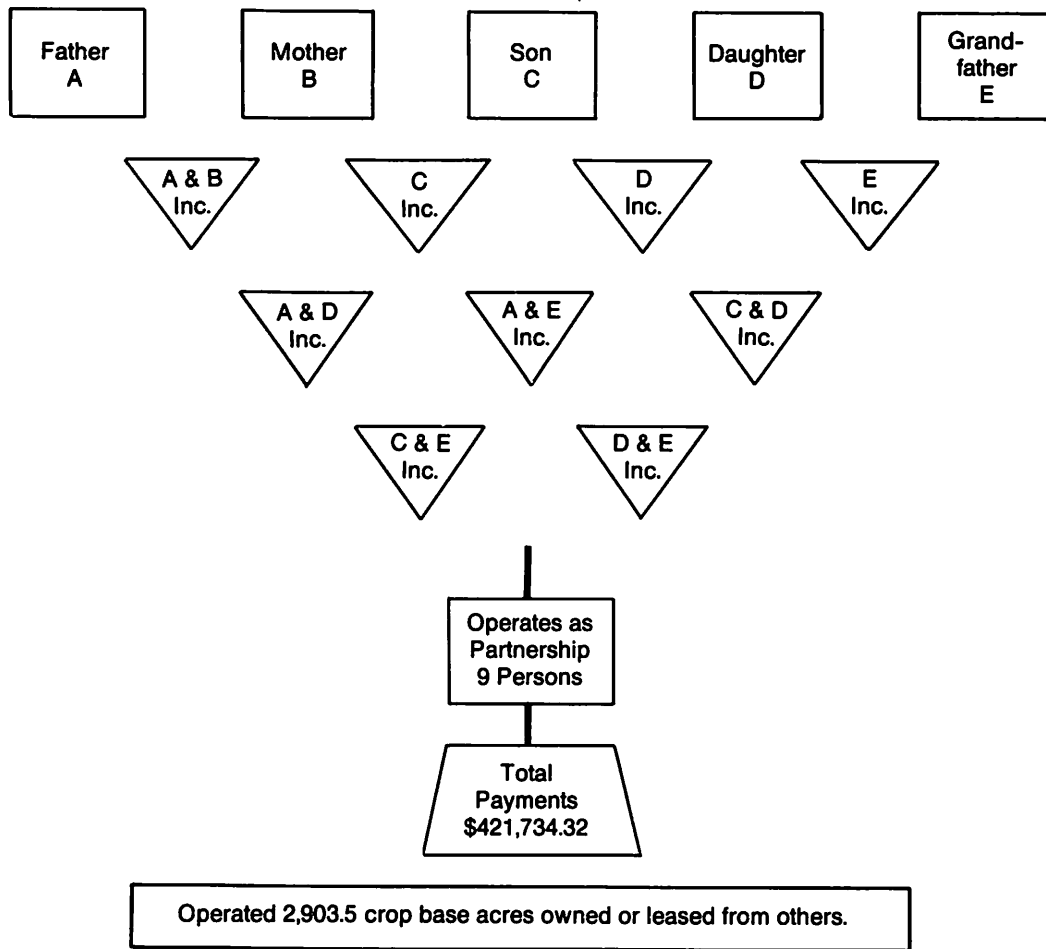 Father
A
Mother
B
Son
C
Daughter
D
Grand-
father
E
A & B
Inc.
C
Inc.
D
Inc.
E
Inc.
A & D
Inc.
A & E
Inc.
C & D
Inc.
C & E
Inc.
D & E
Inc.
Operates as
Partnership
9 Persons
Total
Payments
$421,734.32
Operated 2,903.5 crop base acres owned or leased from others.